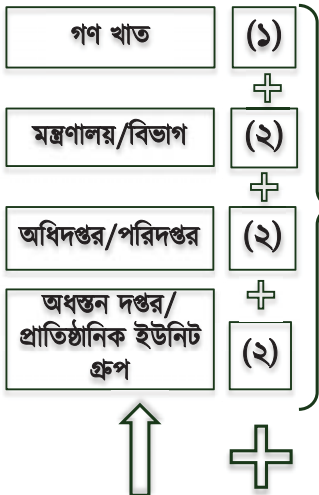 গণ খাত (১)
+
মন্ত্রণালয়/বিভাগ (২)
+
অধিদপ্তর/পরিদপ্তর (২)
+
অধস্তন দপ্তর/
প্রাতিষ্ঠানিক ইউনিট (২)
গ্রুপ
+